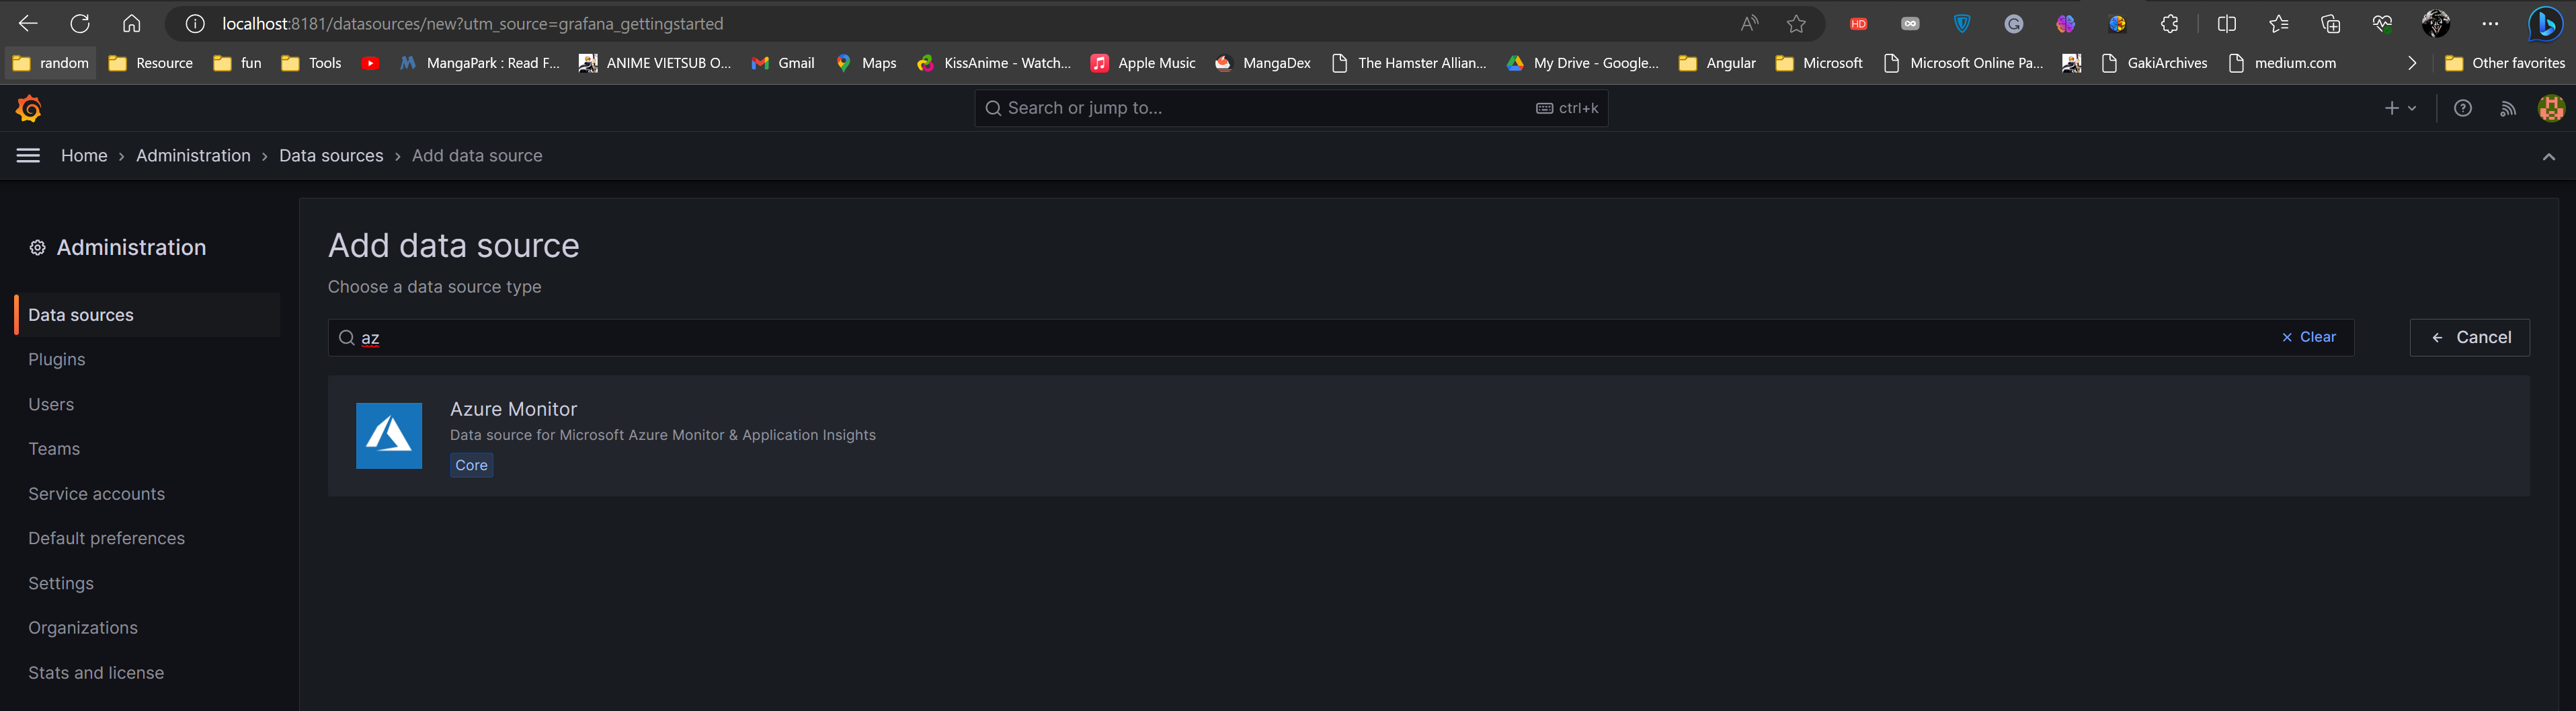 localhost:8181/datasources/new?utm_source=grafana_gettingstarted
HD
random Resource fun Tools MangaPark : Read F... ANIME VIETSUB O... Gmail Maps KissAnime - Watch... Apple Music MangaDex The Hamster Allian... My Drive - Google... Angular Microsoft Microsoft Online Pa... GakiArchives medium.com Other favorites
Search or jump to... ctrl+k
Home › Administration › Data sources › Add data source
Administration
Data sources
Plugins
Users
Teams
Service accounts
Default preferences
Settings
Organizations
Stats and license
Add data source
Choose a data source type
az Clear Cancel
Azure Monitor
Data source for Microsoft Azure Monitor & Application Insights
Core